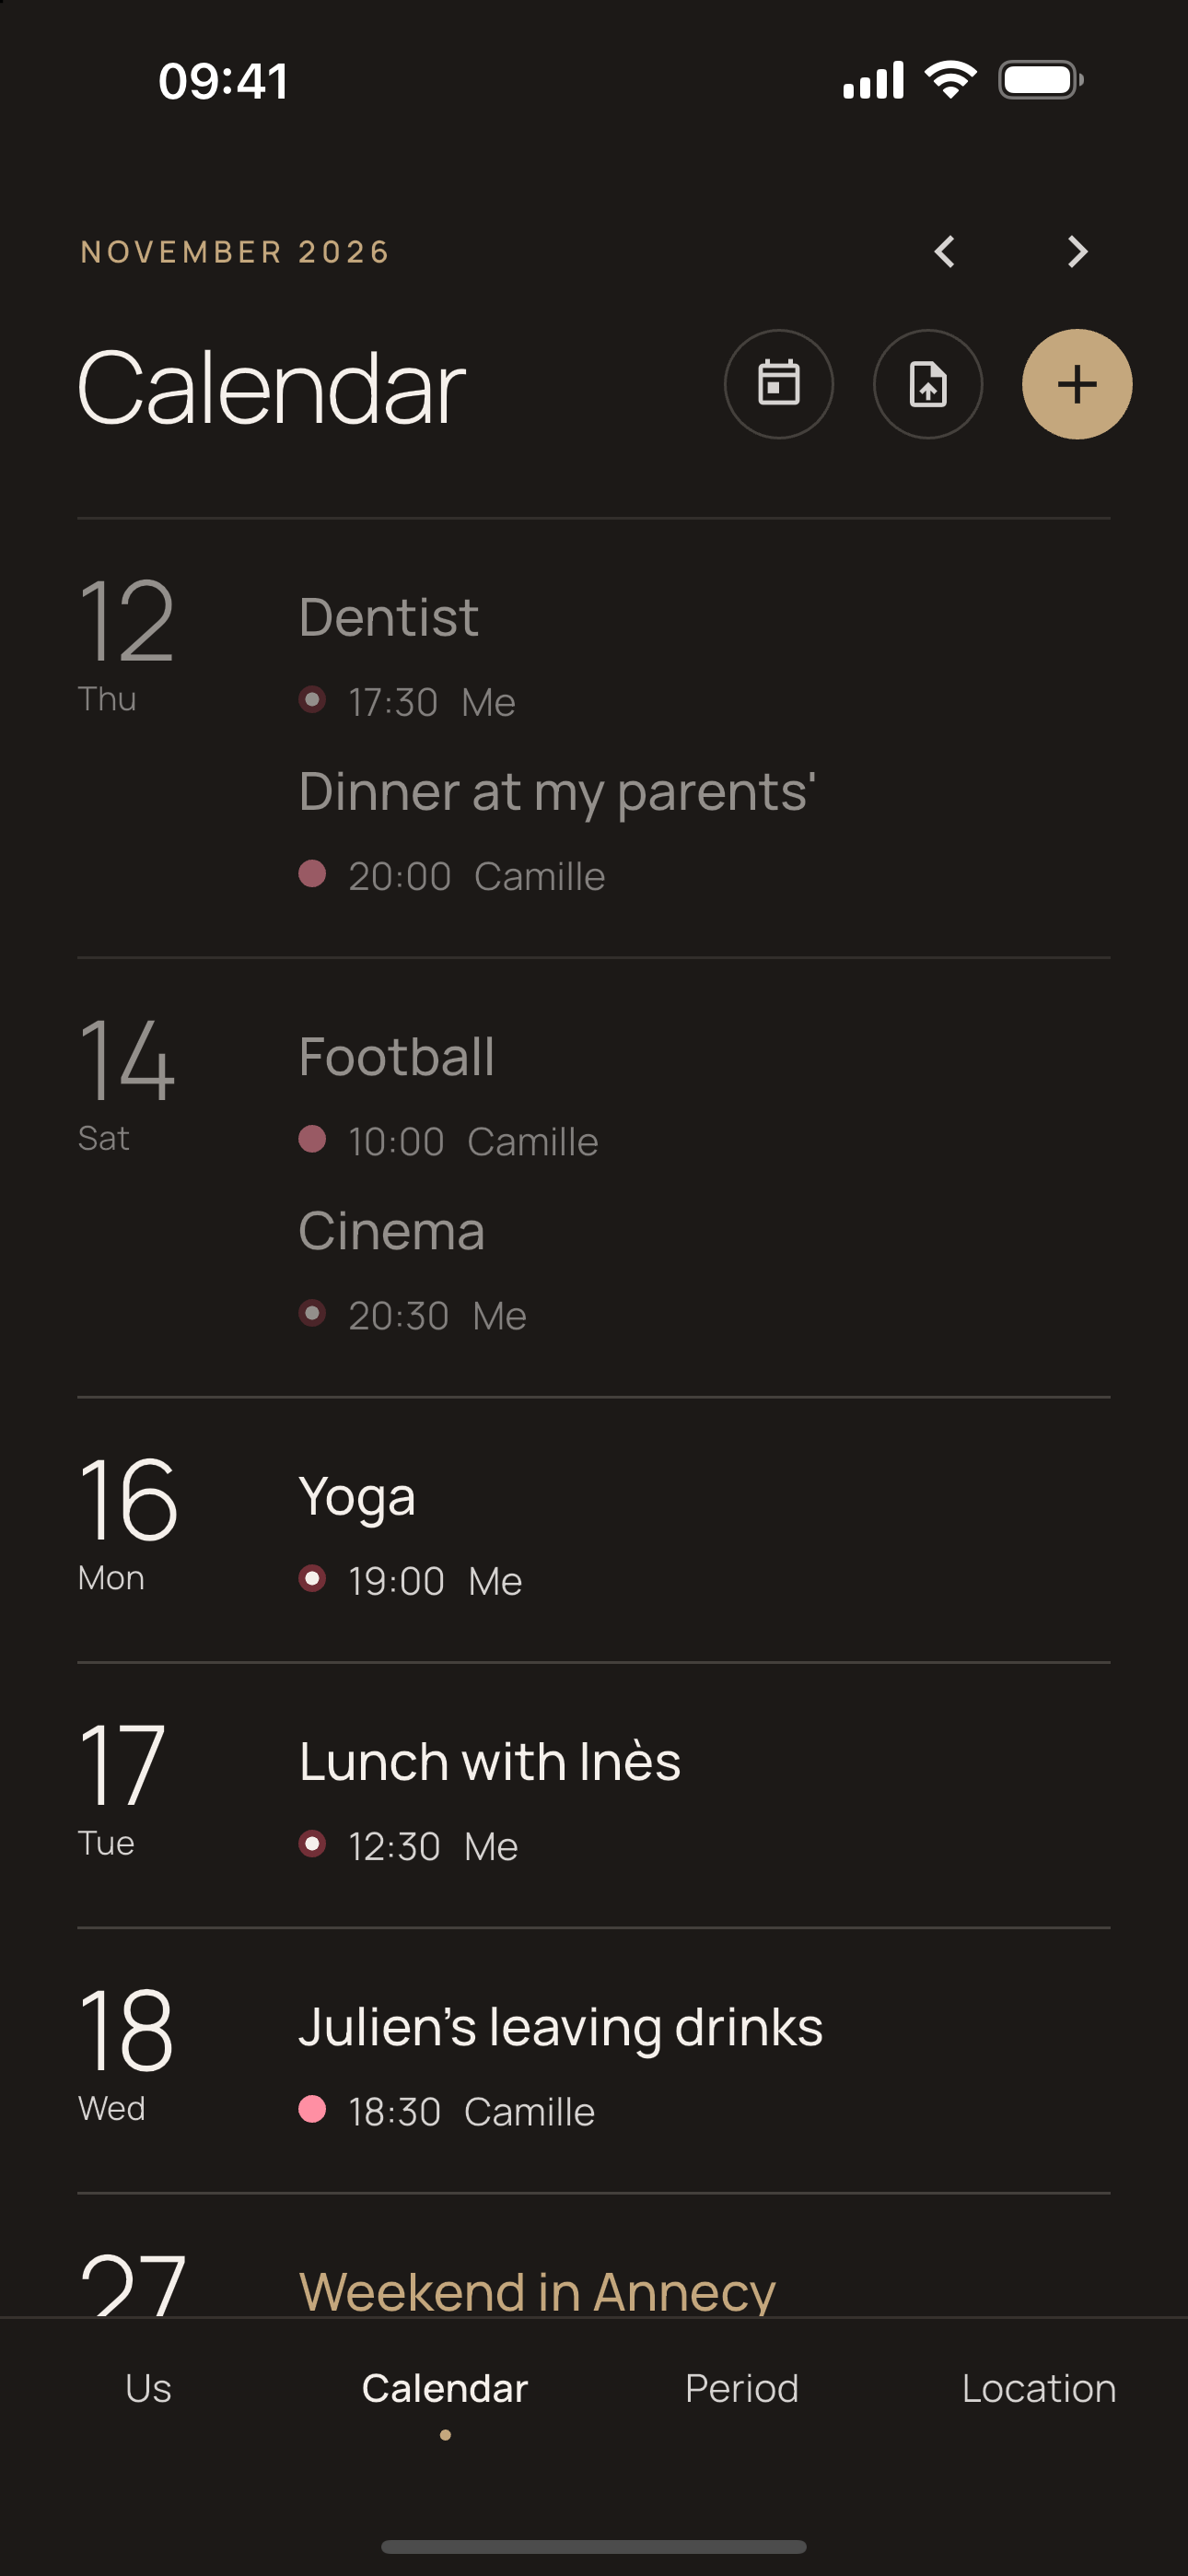 09:41
NOVEMBER 2026
Calendar
12
Thu
Dentist
17:30 Me
Dinner at my parents'
20:00 Camille
14
Sat
Football
10:00 Camille
Cinema
20:30 Me
16
Mon
Yoga
19:00 Me
17
Tue
Lunch with Inès
12:30 Me
18
Wed
Julien’s leaving drinks
18:30 Camille
27
Weekend in Annecy
Us Calendar Period Location